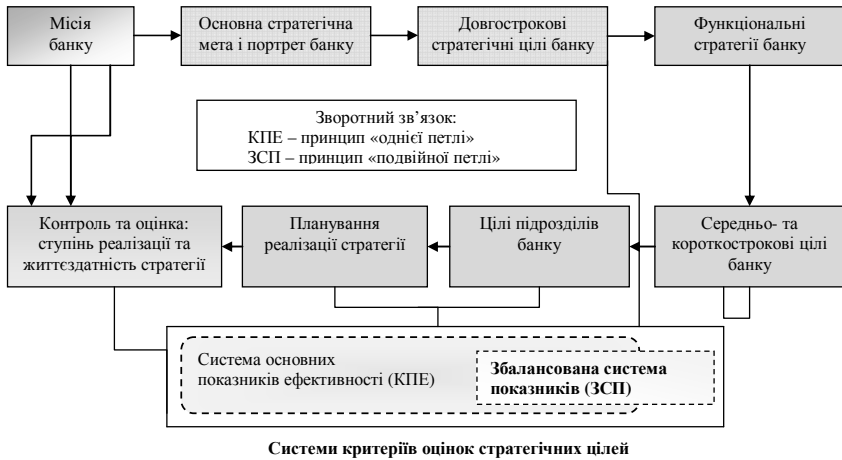 Місія
банку
Основна стратегічна
мета і портрет банку
Довгострокові
стратегічні цілі банку
Функціональні
стратегії банку
Зворотний зв’язок:
КПЕ – принцип «однієї петлі»
ЗСП – принцип «подвійної петлі»
Контроль та оцінка:
ступінь реалізації та
життєздатність стратегії
Планування
реалізації стратегії
Цілі підрозділів
банку
Середньо- та
короткострокові цілі
банку
Система основних
показників ефективності (КПЕ)
Збалансована система
показників (ЗСП)
Системи критеріїв оцінок стратегічних цілей